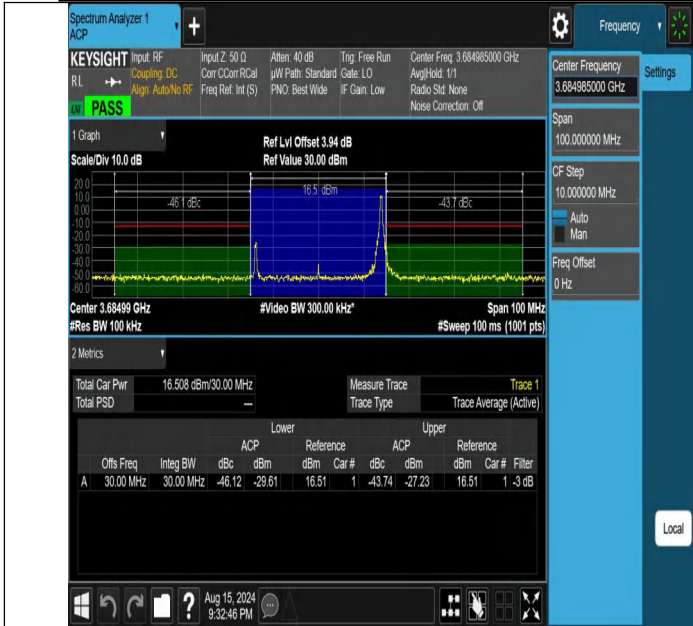 Spectrum Analyzer 1
ACP
Frequency
KEYSIGHT Input: RF Input Z: 50 Ω Atten: 40 dB Trig: Free Run Center Freq: 3.684985000 GHz
RL Coupling: DC Corr CCorr RCal µW Path: Standard Gate: LO Avg|Hold: 1/1
Align: Auto/No RF Freq Ref: Int (S) PNO: Best Wide IF Gain: Low Radio Std: None
PASS Noise Correction: Off
Center Frequency
3.684985000 GHz
Settings
Span
100.000000 MHz
CF Step
10.000000 MHz
Auto
Man
Freq Offset
0 Hz
1 Graph
Ref Lvl Offset 3.94 dB
Scale/Div 10.0 dB Ref Value 30.00 dBm
20.0
10.0
0.00
-10.0
-20.0
-30.0
-40.0
-50.0
-60.0
-46.1 dBc 16.5 dBm -43.7 dBc
Center 3.68499 GHz #Video BW 300.00 kHz* Span 100 MHz
#Res BW 100 kHz #Sweep 100 ms (1001 pts)
2 Metrics
Total Car Pwr 16.508 dBm/30.00 MHz Measure Trace Trace 1
Total PSD --- Trace Type Trace Average (Active)
Lower Upper
ACP Reference ACP Reference
Offs Freq Integ BW dBc dBm dBm Car # dBc dBm dBm Car # Filter
A 30.00 MHz 30.00 MHz -46.12 -29.61 16.51 1 -43.74 -27.23 16.51 1 -3 dB
Local
Aug 15, 2024
9:32:46 PM